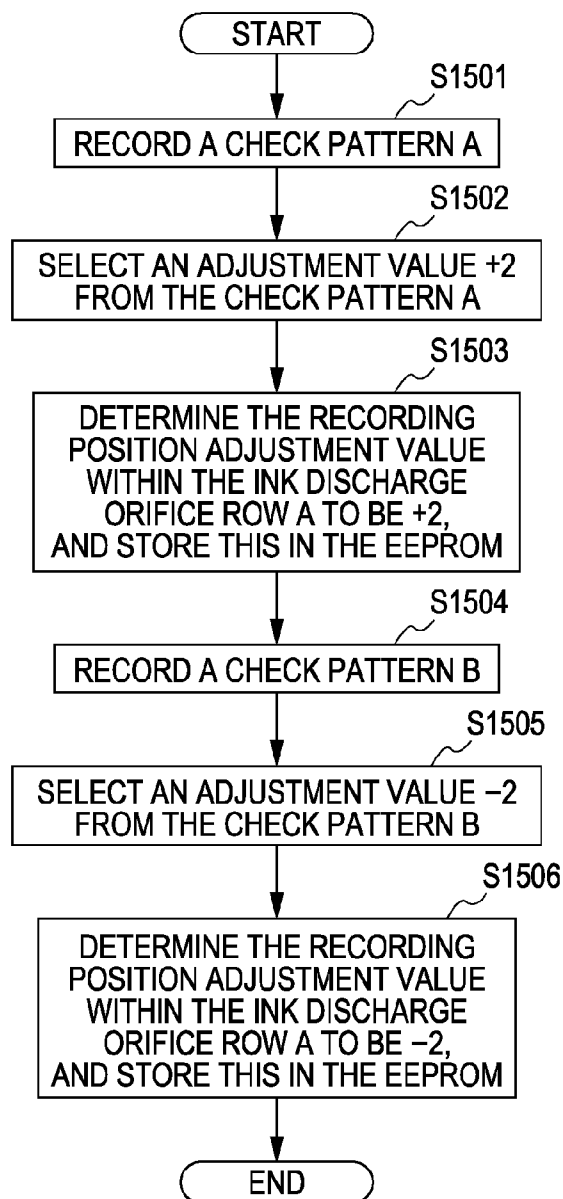 START
S1501
RECORD A CHECK PATTERN A
S1502
SELECT AN ADJUSTMENT VALUE +2
FROM THE CHECK PATTERN A
S1503
DETERMINE THE RECORDING
POSITION ADJUSTMENT VALUE
WITHIN THE INK DISCHARGE
ORIFICE ROW A TO BE +2,
AND STORE THIS IN THE EEPROM
S1504
RECORD A CHECK PATTERN B
S1505
SELECT AN ADJUSTMENT VALUE −2
FROM THE CHECK PATTERN B
S1506
DETERMINE THE RECORDING
POSITION ADJUSTMENT VALUE
WITHIN THE INK DISCHARGE
ORIFICE ROW A TO BE −2,
AND STORE THIS IN THE EEPROM
END